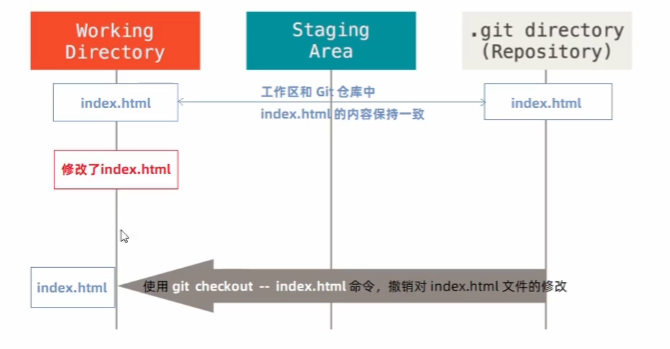 Working
Directory
Staging
Area
.git directory
(Repository)
index.html
工作区和 Git 仓库中
index.html 的内容保持一致
index.html
修改了index.html
index.html
使用 git checkout -- index.html 命令，撤销对 index.html 文件的修改